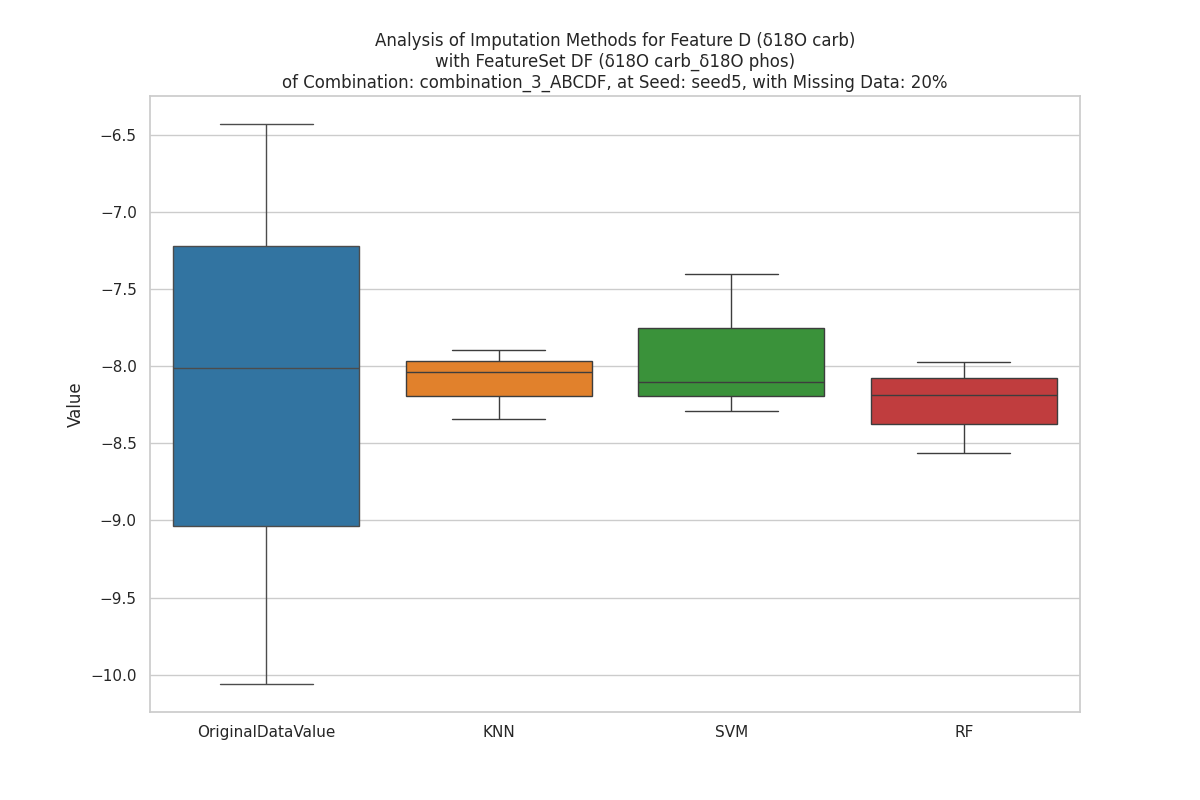 Analysis of Imputation Methods for Feature D (δ18O carb)
with FeatureSet DF (δ18O carb_δ18O phos)
of Combination: combination_3_ABCDF, at Seed: seed5, with Missing Data: 20%
−6.5
−7.0
−7.5
−8.0
−8.5
−9.0
−9.5
−10.0
Value
OriginalDataValue
KNN
SVM
RF